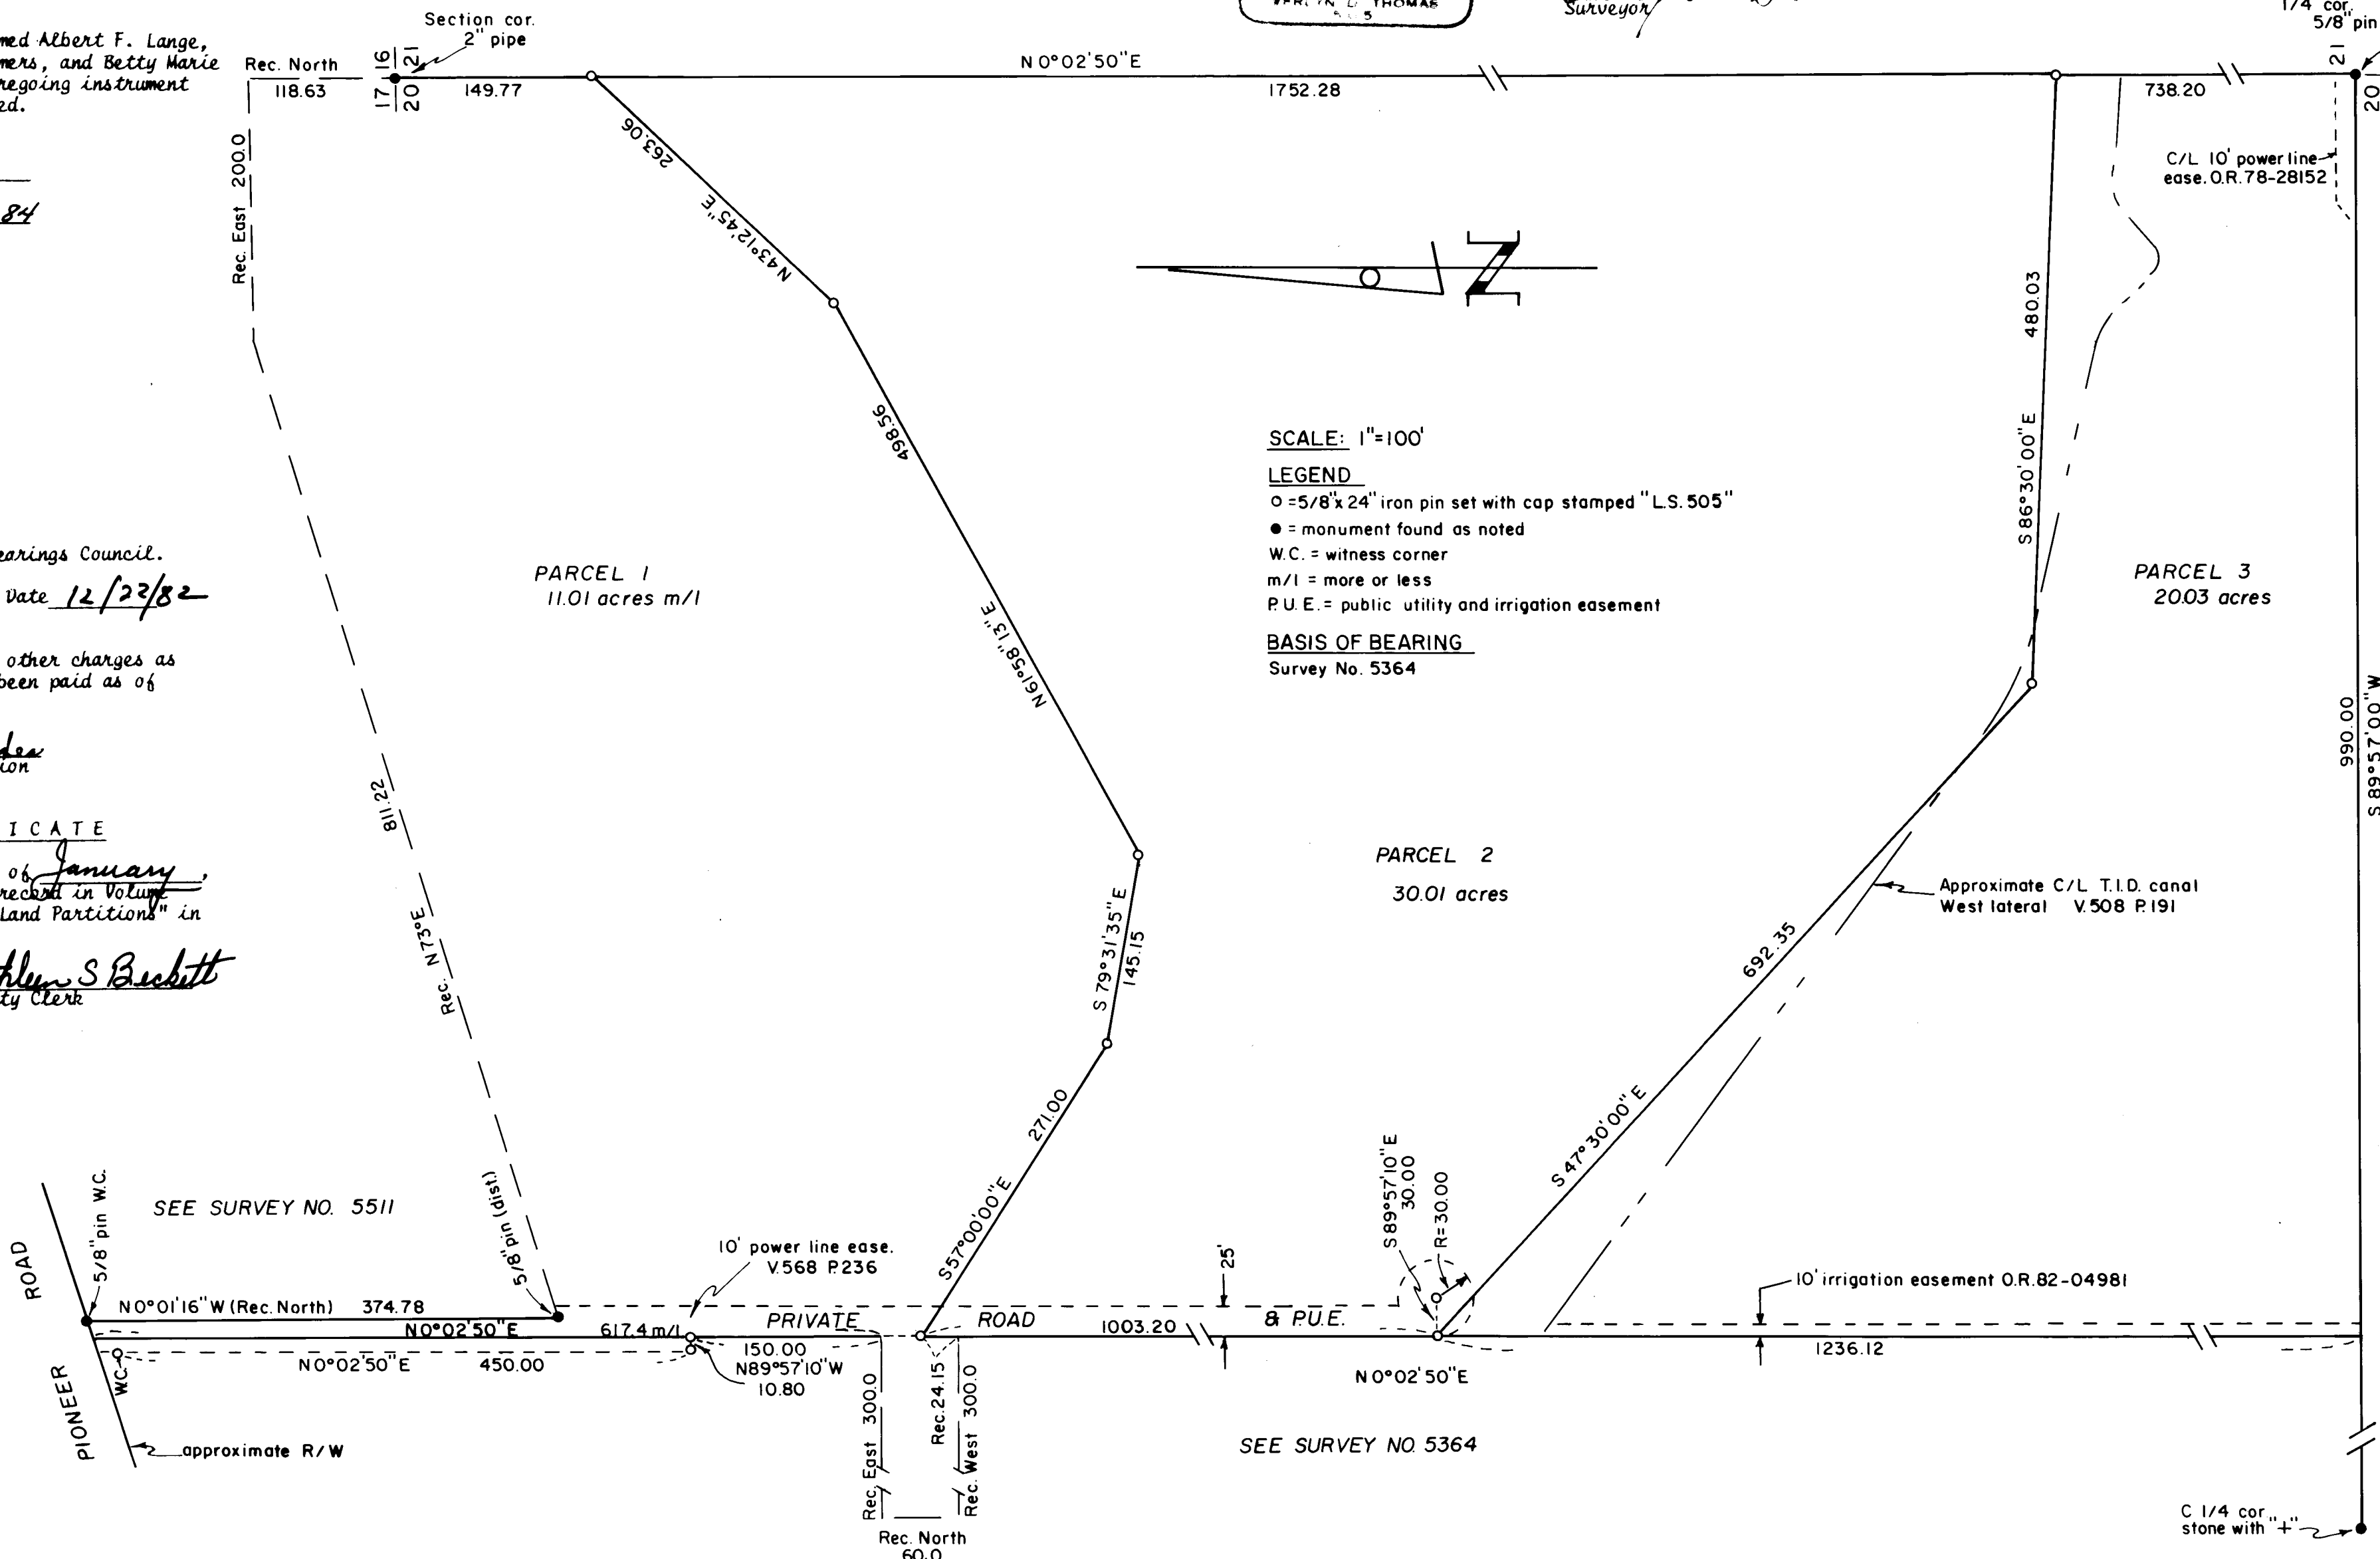 med Albert F. Lange,
ners, and Betty Marie
regoing instrument
ed.
84
earings Council.
Date 12/22/82
other charges as
been paid as of
ion
I C A T E
of January,
record in Volume
Land Partitions" in
hleen S Beckett
ty Clerk
THOMAS
Surveyor
1/4 cor.
5/8" pin
Section cor.
2" pipe
Rec. North
118.63
17 | 16
20 | 21
149.77
N 0°02'50" E
1752.28
738.20
21
20
Rec. East 200.0
263.06
N43°12'45" E
C/L 10' power line
ease. O.R. 78-28152
N
480.03
S 86°30'00" E
498.56
N61°58'13" E
SCALE: 1"=100'
LEGEND
○ =5/8"x 24" iron pin set with cap stamped "L.S. 505"
● = monument found as noted
W.C. = witness corner
m/l = more or less
P.U.E. = public utility and irrigation easement
BASIS OF BEARING
Survey No. 5364
PARCEL 1
11.01 acres m/l
PARCEL 3
20.03 acres
990.00
S 89°57'00" W
811.22
Rec. N73°E
PARCEL 2
30.01 acres
S 79°31'35" E
145.15
Approximate C/L T.I.D. canal
West lateral V. 508 P. 191
692.35
S 47°30'00" E
271.00
S57°00'00" E
SEE SURVEY NO. 5511
5/8" pin W.C.
5/8" pin (dist.)
10' power line ease.
V.568 P.236
25'
S 89°57'10" E
30.00
R=30.00
10' irrigation easement O.R. 82-04981
ROAD
PIONEER
N 0°01'16" W (Rec. North) 374.78
N0°02'50"E
617.4 m/l
PRIVATE ROAD & P.U.E.
1003.20
W.C.
N0°02'50"E 450.00
150.00
N89°57'10"W
10.80
N 0°02'50"E
1236.12
Rec. East 300.0
Rec. 24.15
Rec. West 300.0
approximate R/W
SEE SURVEY NO. 5364
Rec. North
60.0
C 1/4 cor.
stone with "+"